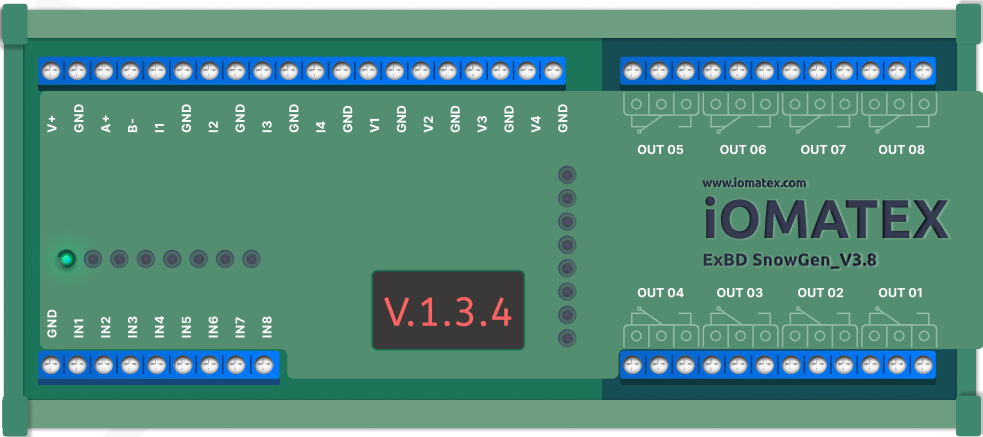 V+ GND A+ B- I1 GND I2 GND I3 GND I4 GND V1 GND V2 GND V3 GND V4 GND
OUT 05 OUT 06 OUT 07 OUT 08
www.iomatex.com
iOMATEX
ExBD SnowGen_V3.8
V.1.3.4
OUT 04 OUT 03 OUT 02 OUT 01
GND IN1 IN2 IN3 IN4 IN5 IN6 IN7 IN8